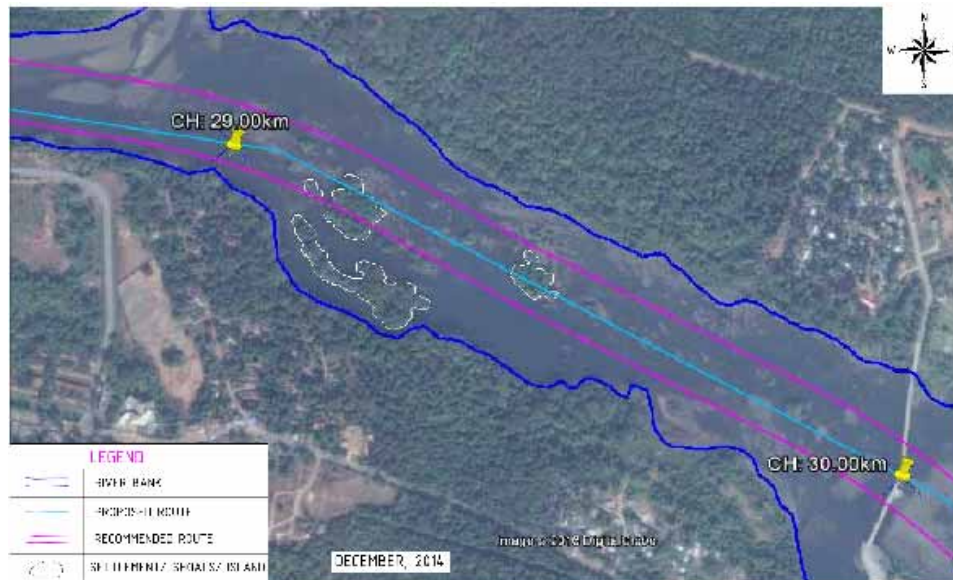 N
W
S
CH: 29.00km
CH: 30.00km
LEGEND
RIVER BANK
PROPOSED ROUTE
RECOMMENDED ROUTE
SETTLEMENT/ SHOALS/ ISLAND
DECEMBER, 2014